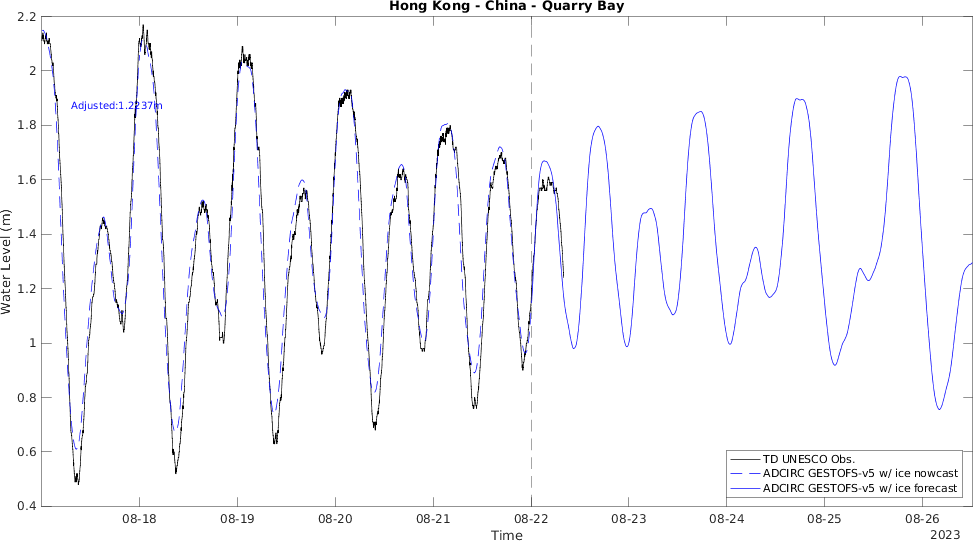 Hong Kong - China - Quarry Bay
2.2
2
1.8
1.6
1.4
1.2
1
0.8
0.6
0.4
Water Level (m)
Adjusted:1.2237m
TD UNESCO Obs.
ADCIRC GESTOFS-v5 w/ ice nowcast
ADCIRC GESTOFS-v5 w/ ice forecast
08-18
08-19
08-20
08-21
08-22
08-23
08-24
08-25
08-26
Time
2023